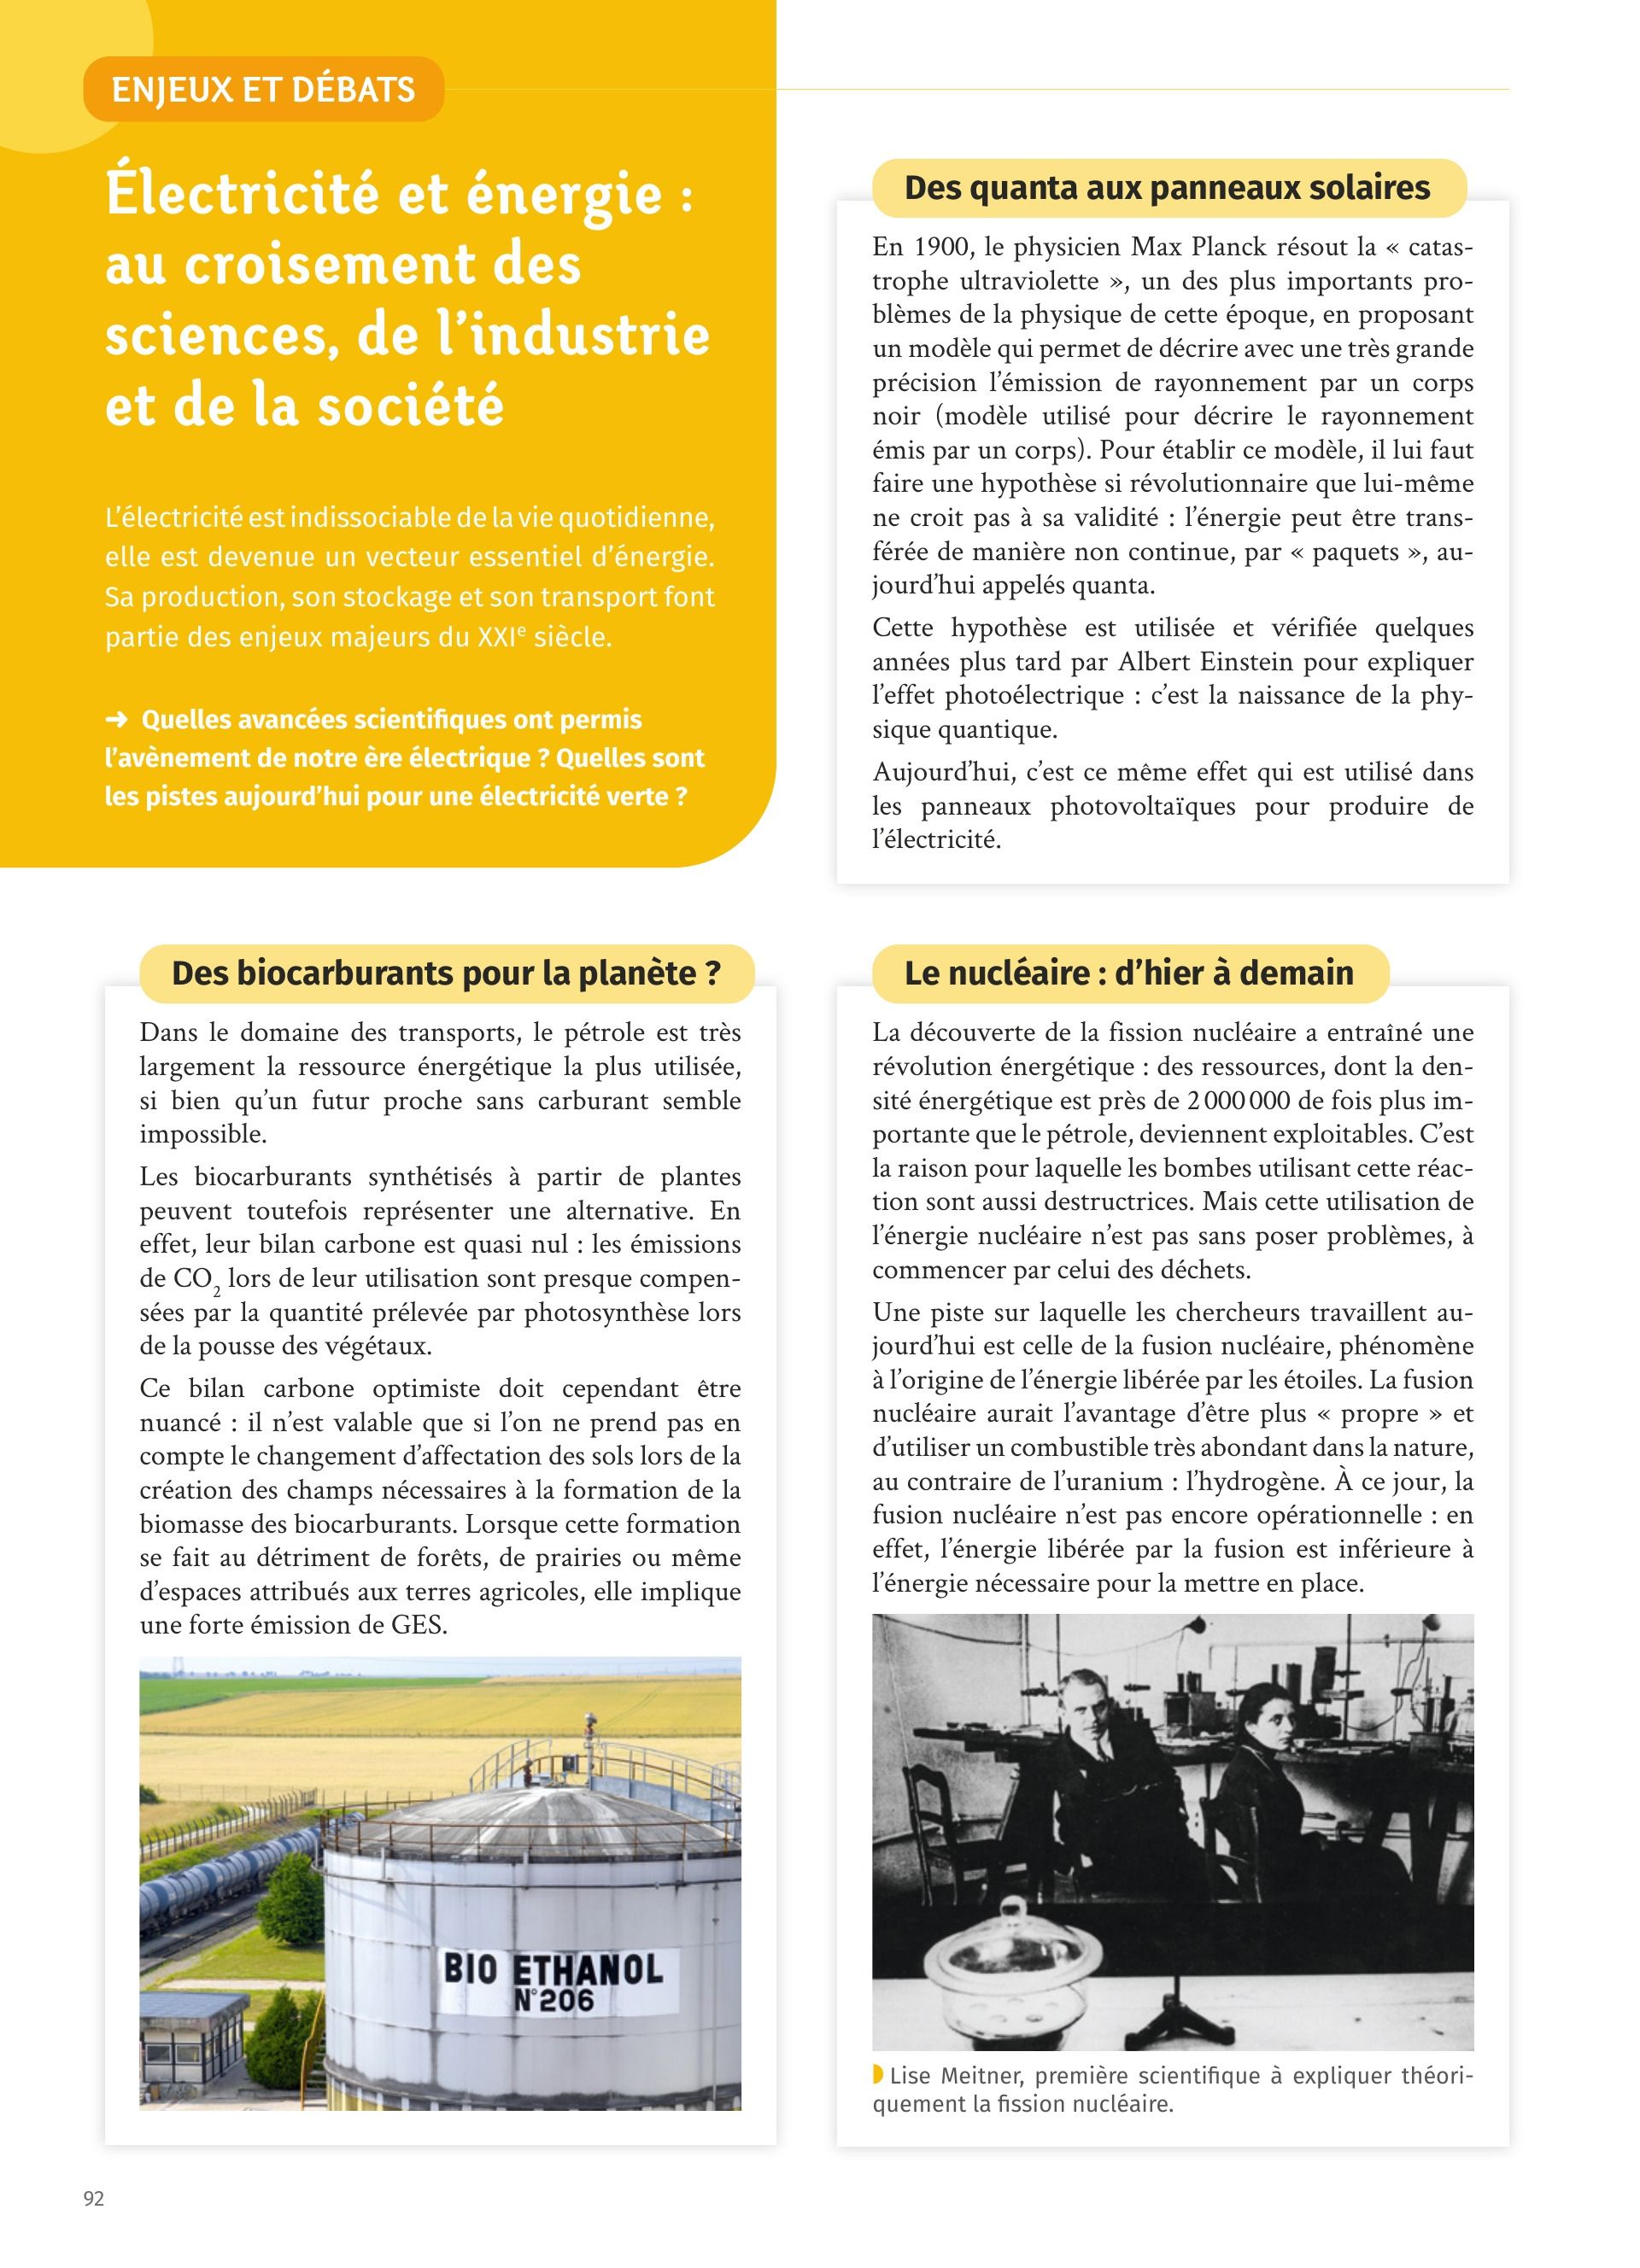 ENJEUX ET DÉBATS
Électricité et énergie :
au croisement des
sciences, de l'industrie
et de la société
L'électricité est indissociable de la vie quotidienne,
elle est devenue un vecteur essentiel d'énergie.
Sa production, son stockage et son transport font
partie des enjeux majeurs du XXIe siècle.
➜ Quelles avancées scientifiques ont permis
l'avènement de notre ère électrique ? Quelles sont
les pistes aujourd'hui pour une électricité verte ?
Des quanta aux panneaux solaires
En 1900, le physicien Max Planck résout la « catas-
trophe ultraviolette », un des plus importants pro-
blèmes de la physique de cette époque, en proposant
un modèle qui permet de décrire avec une très grande
précision l'émission de rayonnement par un corps
noir (modèle utilisé pour décrire le rayonnement
émis par un corps). Pour établir ce modèle, il lui faut
faire une hypothèse si révolutionnaire que lui-même
ne croit pas à sa validité : l'énergie peut être trans-
férée de manière non continue, par « paquets », au-
jourd'hui appelés quanta.
Cette hypothèse est utilisée et vérifiée quelques
années plus tard par Albert Einstein pour expliquer
l'effet photoélectrique : c'est la naissance de la phy-
sique quantique.
Aujourd'hui, c'est ce même effet qui est utilisé dans
les panneaux photovoltaïques pour produire de
l'électricité.
Des biocarburants pour la planète ?
Dans le domaine des transports, le pétrole est très
largement la ressource énergétique la plus utilisée,
si bien qu'un futur proche sans carburant semble
impossible.
Les biocarburants synthétisés à partir de plantes
peuvent toutefois représenter une alternative. En
effet, leur bilan carbone est quasi nul : les émissions
de CO2 lors de leur utilisation sont presque compen-
sées par la quantité prélevée par photosynthèse lors
de la pousse des végétaux.
Ce bilan carbone optimiste doit cependant être
nuancé : il n'est valable que si l'on ne prend pas en
compte le changement d'affectation des sols lors de la
création des champs nécessaires à la formation de la
biomasse des biocarburants. Lorsque cette formation
se fait au détriment de forêts, de prairies ou même
d'espaces attribués aux terres agricoles, elle implique
une forte émission de GES.
BIO ETHANOL
N°206
Le nucléaire : d'hier à demain
La découverte de la fission nucléaire a entraîné une
révolution énergétique : des ressources, dont la den-
sité énergétique est près de 2 000 000 de fois plus im-
portante que le pétrole, deviennent exploitables. C'est
la raison pour laquelle les bombes utilisant cette réac-
tion sont aussi destructrices. Mais cette utilisation de
l'énergie nucléaire n'est pas sans poser problèmes, à
commencer par celui des déchets.
Une piste sur laquelle les chercheurs travaillent au-
jourd'hui est celle de la fusion nucléaire, phénomène
à l'origine de l'énergie libérée par les étoiles. La fusion
nucléaire aurait l'avantage d'être plus « propre » et
d'utiliser un combustible très abondant dans la nature,
au contraire de l'uranium : l'hydrogène. À ce jour, la
fusion nucléaire n'est pas encore opérationnelle : en
effet, l'énergie libérée par la fusion est inférieure à
l'énergie nécessaire pour la mettre en place.
Lise Meitner, première scientifique à expliquer théori-
quement la fission nucléaire.
92